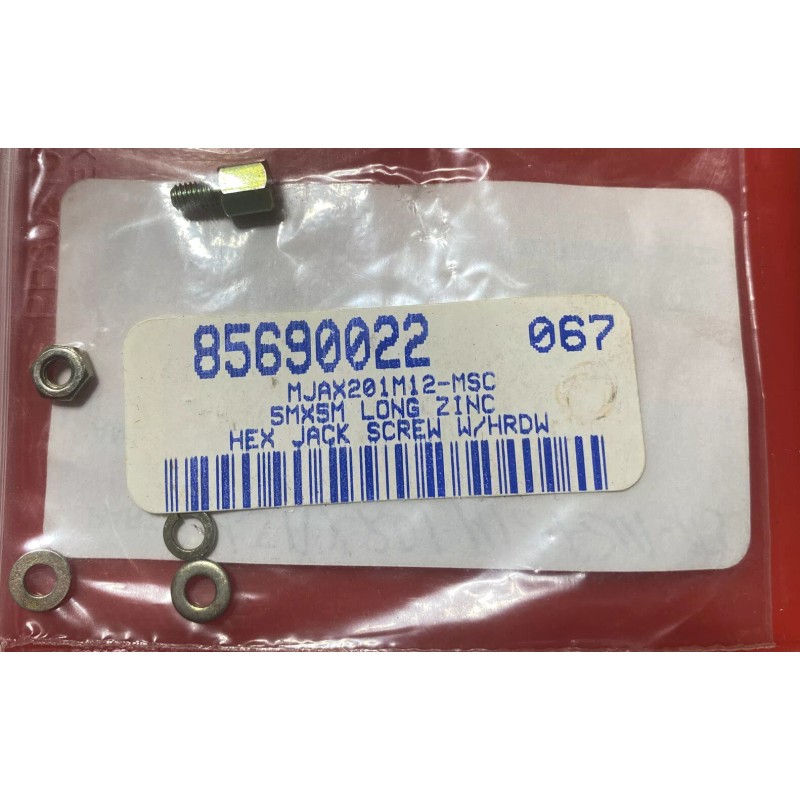 85690022 067
MJAX201M12-MSC
5MX5M LONG ZINC
HEX JACK SCREW W/HRDW